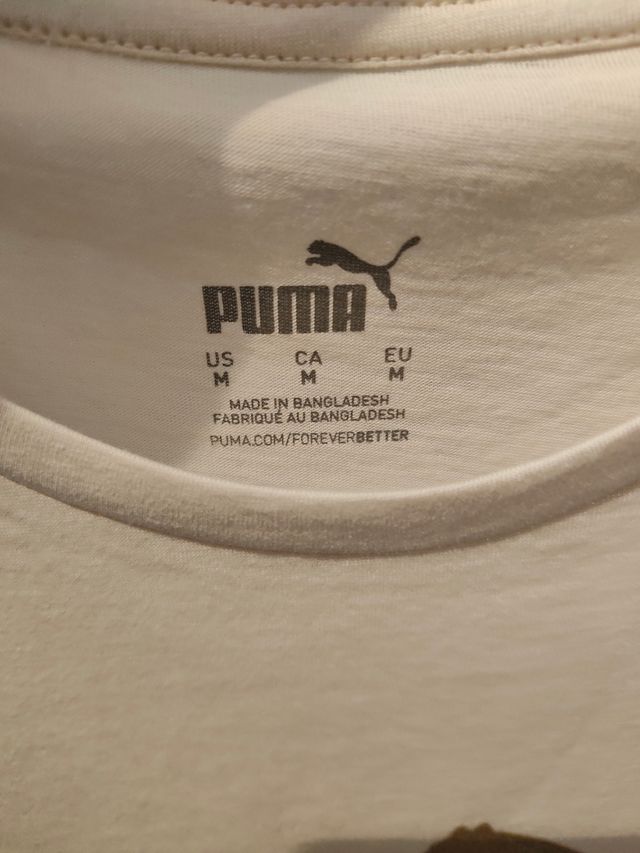 PUMA
US CA EU
M M M
MADE IN BANGLADESH
FABRIQUÉ AU BANGLADESH
PUMA.COM/FOREVERBETTER